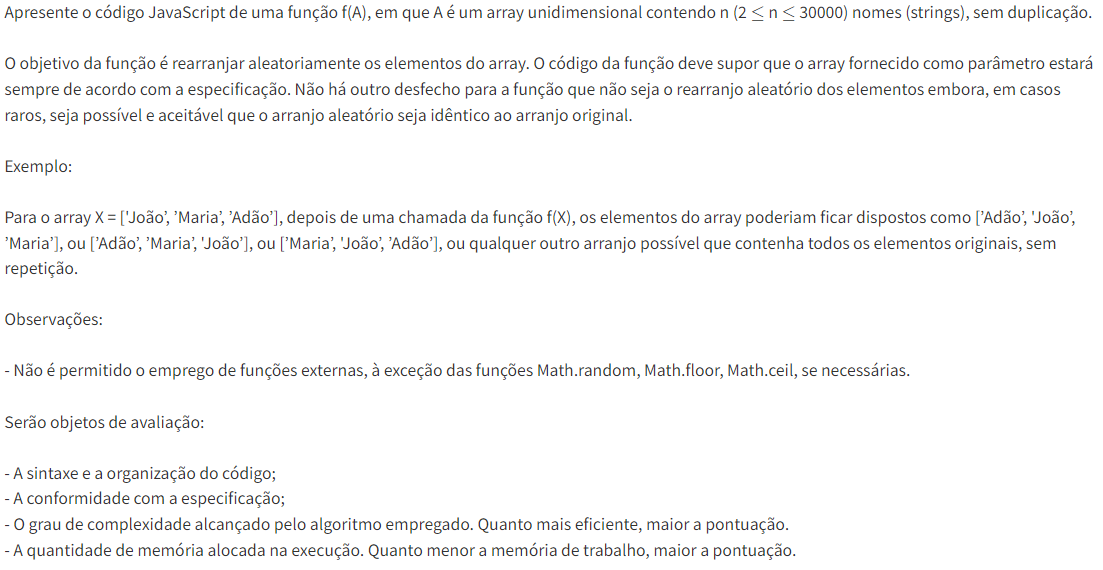 Apresente o código JavaScript de uma função f(A), em que A é um array unidimensional contendo n (2 ≤ n ≤ 30000) nomes (strings), sem duplicação.
O objetivo da função é rearranjar aleatoriamente os elementos do array. O código da função deve supor que o array fornecido como parâmetro estará
sempre de acordo com a especificação. Não há outro desfecho para a função que não seja o rearranjo aleatório dos elementos embora, em casos
raros, seja possível e aceitável que o arranjo aleatório seja idêntico ao arranjo original.
Exemplo:
Para o array X = ['João’, ’Maria’, ’Adão’], depois de uma chamada da função f(X), os elementos do array poderiam ficar dispostos como [’Adão’, 'João’,
’Maria’], ou [’Adão’, ’Maria’, 'João’], ou [’Maria’, 'João’, ’Adão’], ou qualquer outro arranjo possível que contenha todos os elementos originais, sem
repetição.
Observações:
- Não é permitido o emprego de funções externas, à exceção das funções Math.random, Math.floor, Math.ceil, se necessárias.
Serão objetos de avaliação:
- A sintaxe e a organização do código;
- A conformidade com a especificação;
- O grau de complexidade alcançado pelo algoritmo empregado. Quanto mais eficiente, maior a pontuação.
- A quantidade de memória alocada na execução. Quanto menor a memória de trabalho, maior a pontuação.